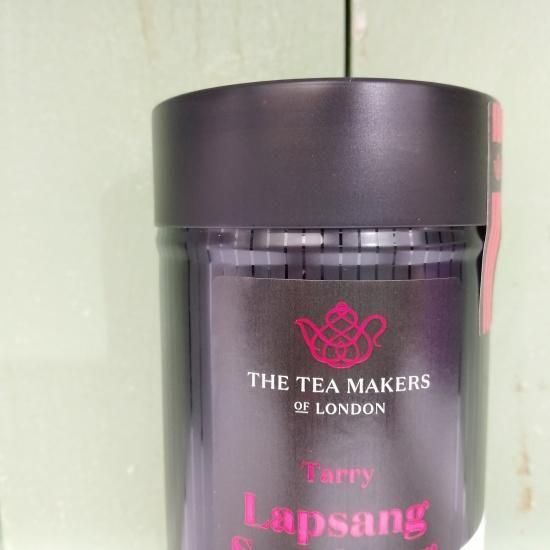 THE TEA MAKERS
OF LONDON
Tarry
Lapsang